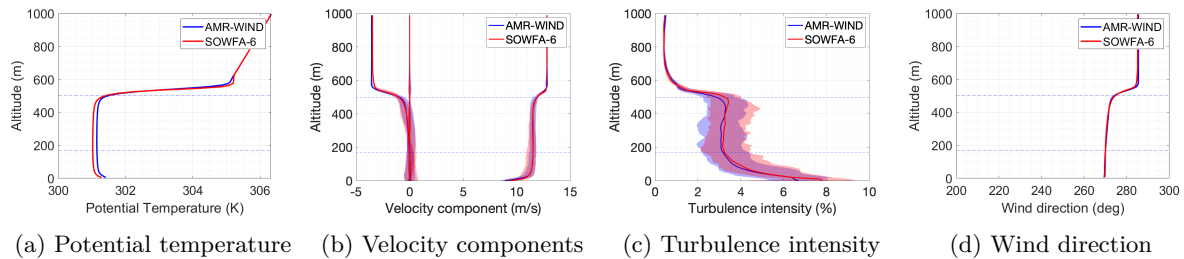 1000
800
600
400
200
0
Altitude (m)
300 302 304 306
Potential Temperature (K)
AMR-WIND
SOWFA-6
(a) Potential temperature
1000
800
600
400
200
0
Altitude (m)
-5 0 5 10 15
Velocity component (m/s)
AMR-WIND
SOWFA-6
(b) Velocity components
1000
800
600
400
200
0
Altitude (m)
0 2 4 6 8 10
Turbulence intensity (%)
AMR-WIND
SOWFA-6
(c) Turbulence intensity
1000
800
600
400
200
0
Altitude (m)
200 220 240 260 280 300
Wind direction (deg)
AMR-WIND
SOWFA-6
(d) Wind direction